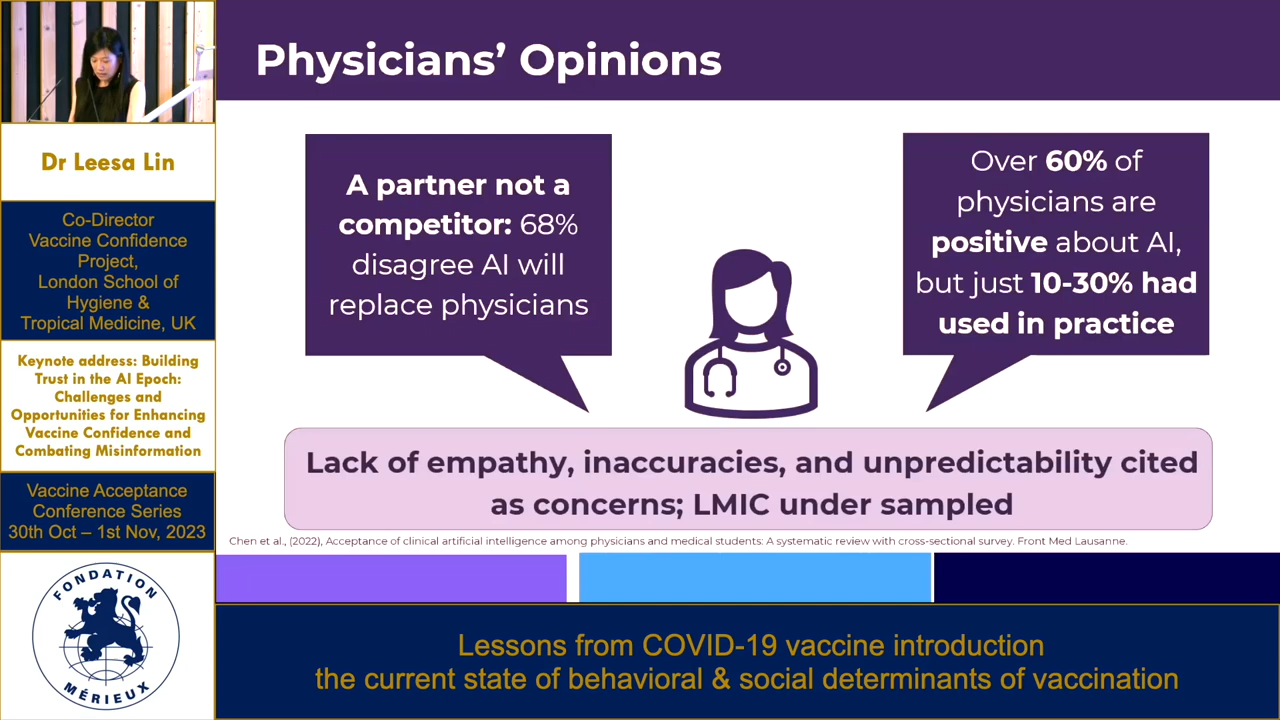 Physicians’ Opinions
Dr Leesa Lin
Co-Director
Vaccine Confidence
Project,
London School of
Hygiene &
Tropical Medicine, UK
Keynote address: Building
Trust in the AI Epoch:
Challenges and
Opportunities for Enhancing
Vaccine Confidence and
Combating Misinformation
Vaccine Acceptance
Conference Series
30th Oct – 1st Nov, 2023
FONDATION
MÉRIEUX
A partner not a
competitor: 68%
disagree AI will
replace physicians
Over 60% of
physicians are
positive about AI,
but just 10-30% had
used in practice
Lack of empathy, inaccuracies, and unpredictability cited
as concerns; LMIC under sampled
Chen et al., (2022), Acceptance of clinical artificial intelligence among physicians and medical students: A systematic review with cross-sectional survey. Front Med Lausanne.
Lessons from COVID-19 vaccine introduction
the current state of behavioral & social determinants of vaccination